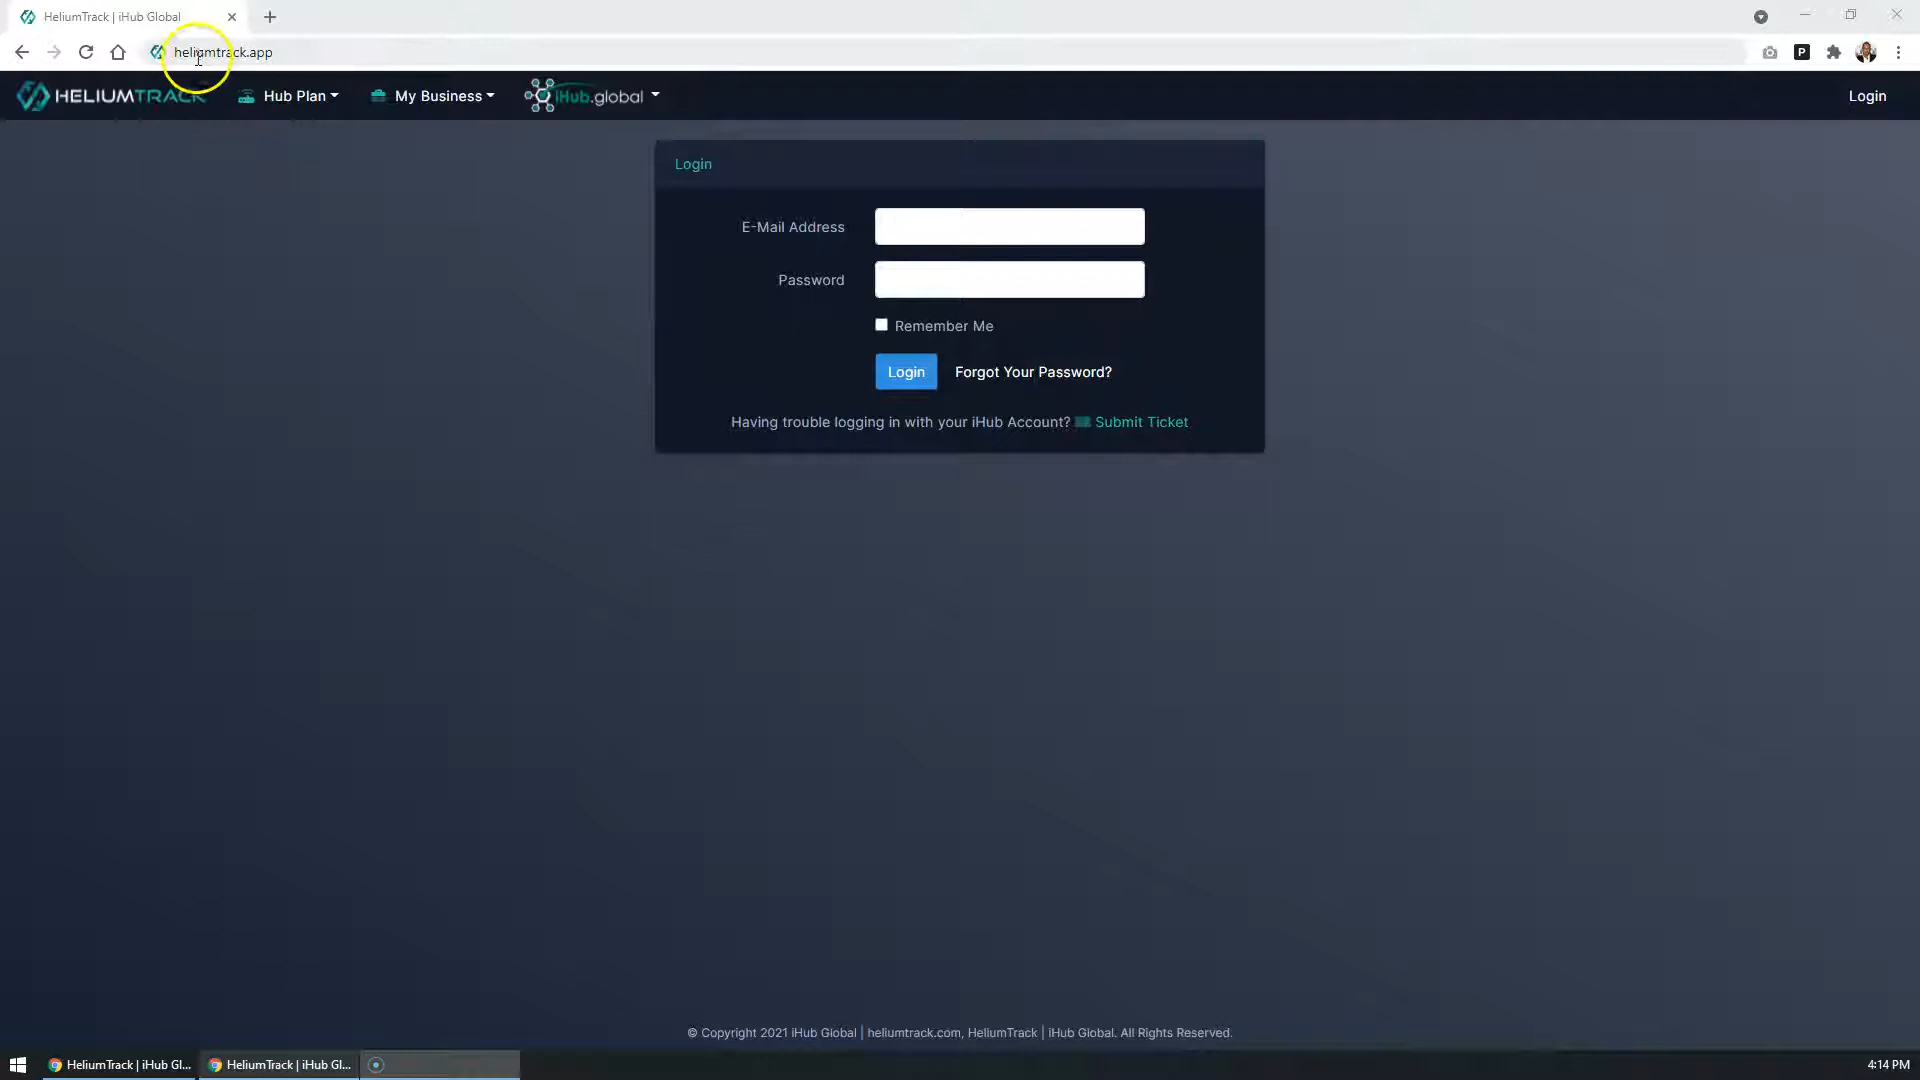 HeliumTrack | iHub Global
heliumtrack.app
HELIUMTRACK
Hub Plan
My Business
iHub.global
Login
Login
E-Mail Address
Password
Remember Me
Login
Forgot Your Password?
Having trouble logging in with your iHub Account? Submit Ticket
© Copyright 2021 iHub Global | heliumtrack.com, HeliumTrack | iHub Global. All Rights Reserved.
HeliumTrack | iHub Gl...
HeliumTrack | iHub Gl...
4:14 PM
P